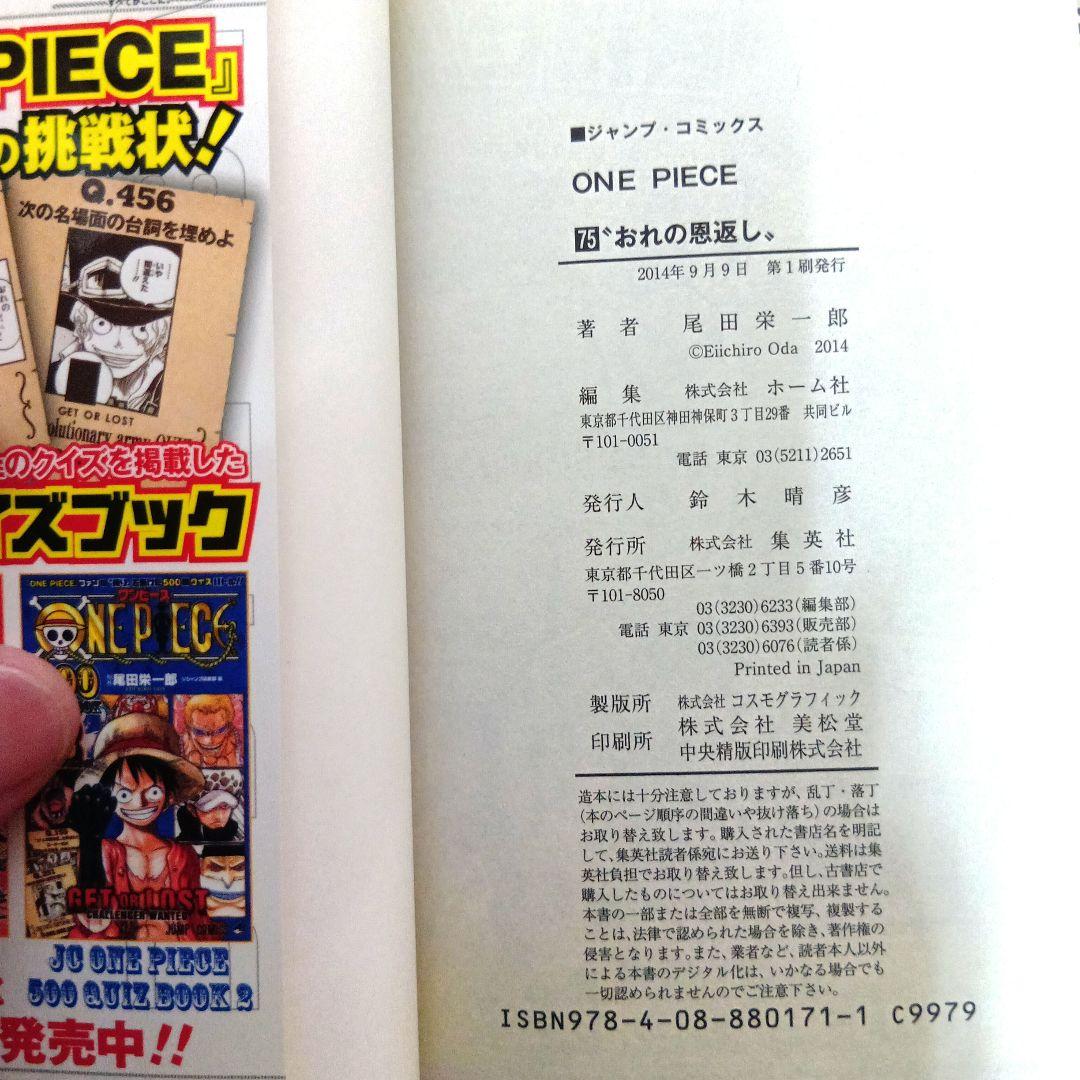 PIECE』
の挑戦状!
Q.456
次の名場面の台詞を埋めよ
いや
間違えた
…!!
おれの
GET OR LOST
olutionary army QUIZ 2
のクイズを掲載した
イズブック
ワンピース
ONE PIECE
尾田栄一郎
GET OR LOST
CHALLENGER WANTED
JUMP COMICS
JC ONE PIECE
500 QUIZ BOOK 2
発売中!!
■ジャンプ・コミックス
ONE PIECE
75〝おれの恩返し〟
2014年9月9日 第1刷発行
著者 尾田栄一郎
©Eiichiro Oda 2014
編集 株式会社 ホーム社
東京都千代田区神田神保町3丁目29番 共同ビル
〒101-0051
電話 東京 03(5211)2651
発行人 鈴木晴彦
発行所 株式会社 集英社
東京都千代田区一ツ橋2丁目5番10号
〒101-8050
03(3230)6233(編集部)
電話 東京 03(3230)6393(販売部)
03(3230)6076(読者係)
Printed in Japan
製版所 株式会社 コスモグラフィック
印刷所 株式会社 美松堂
中央精版印刷株式会社
造本には十分注意しておりますが、乱丁・落丁
(本のページ順序の間違いや抜け落ち)の場合は
お取り替え致します。購入された書店名を明記
して、集英社読者係宛にお送り下さい。送料は集
英社負担でお取り替え致します。但し、古書店で
購入したものについてはお取り替え出来ません。
本書の一部または全部を無断で複写、複製する
ことは、法律で認められた場合を除き、著作権の
侵害となります。また、業者など、読者本人以外
による本書のデジタル化は、いかなる場合でも
一切認められませんのでご注意下さい。
ISBN978-4-08-880171-1 C9979